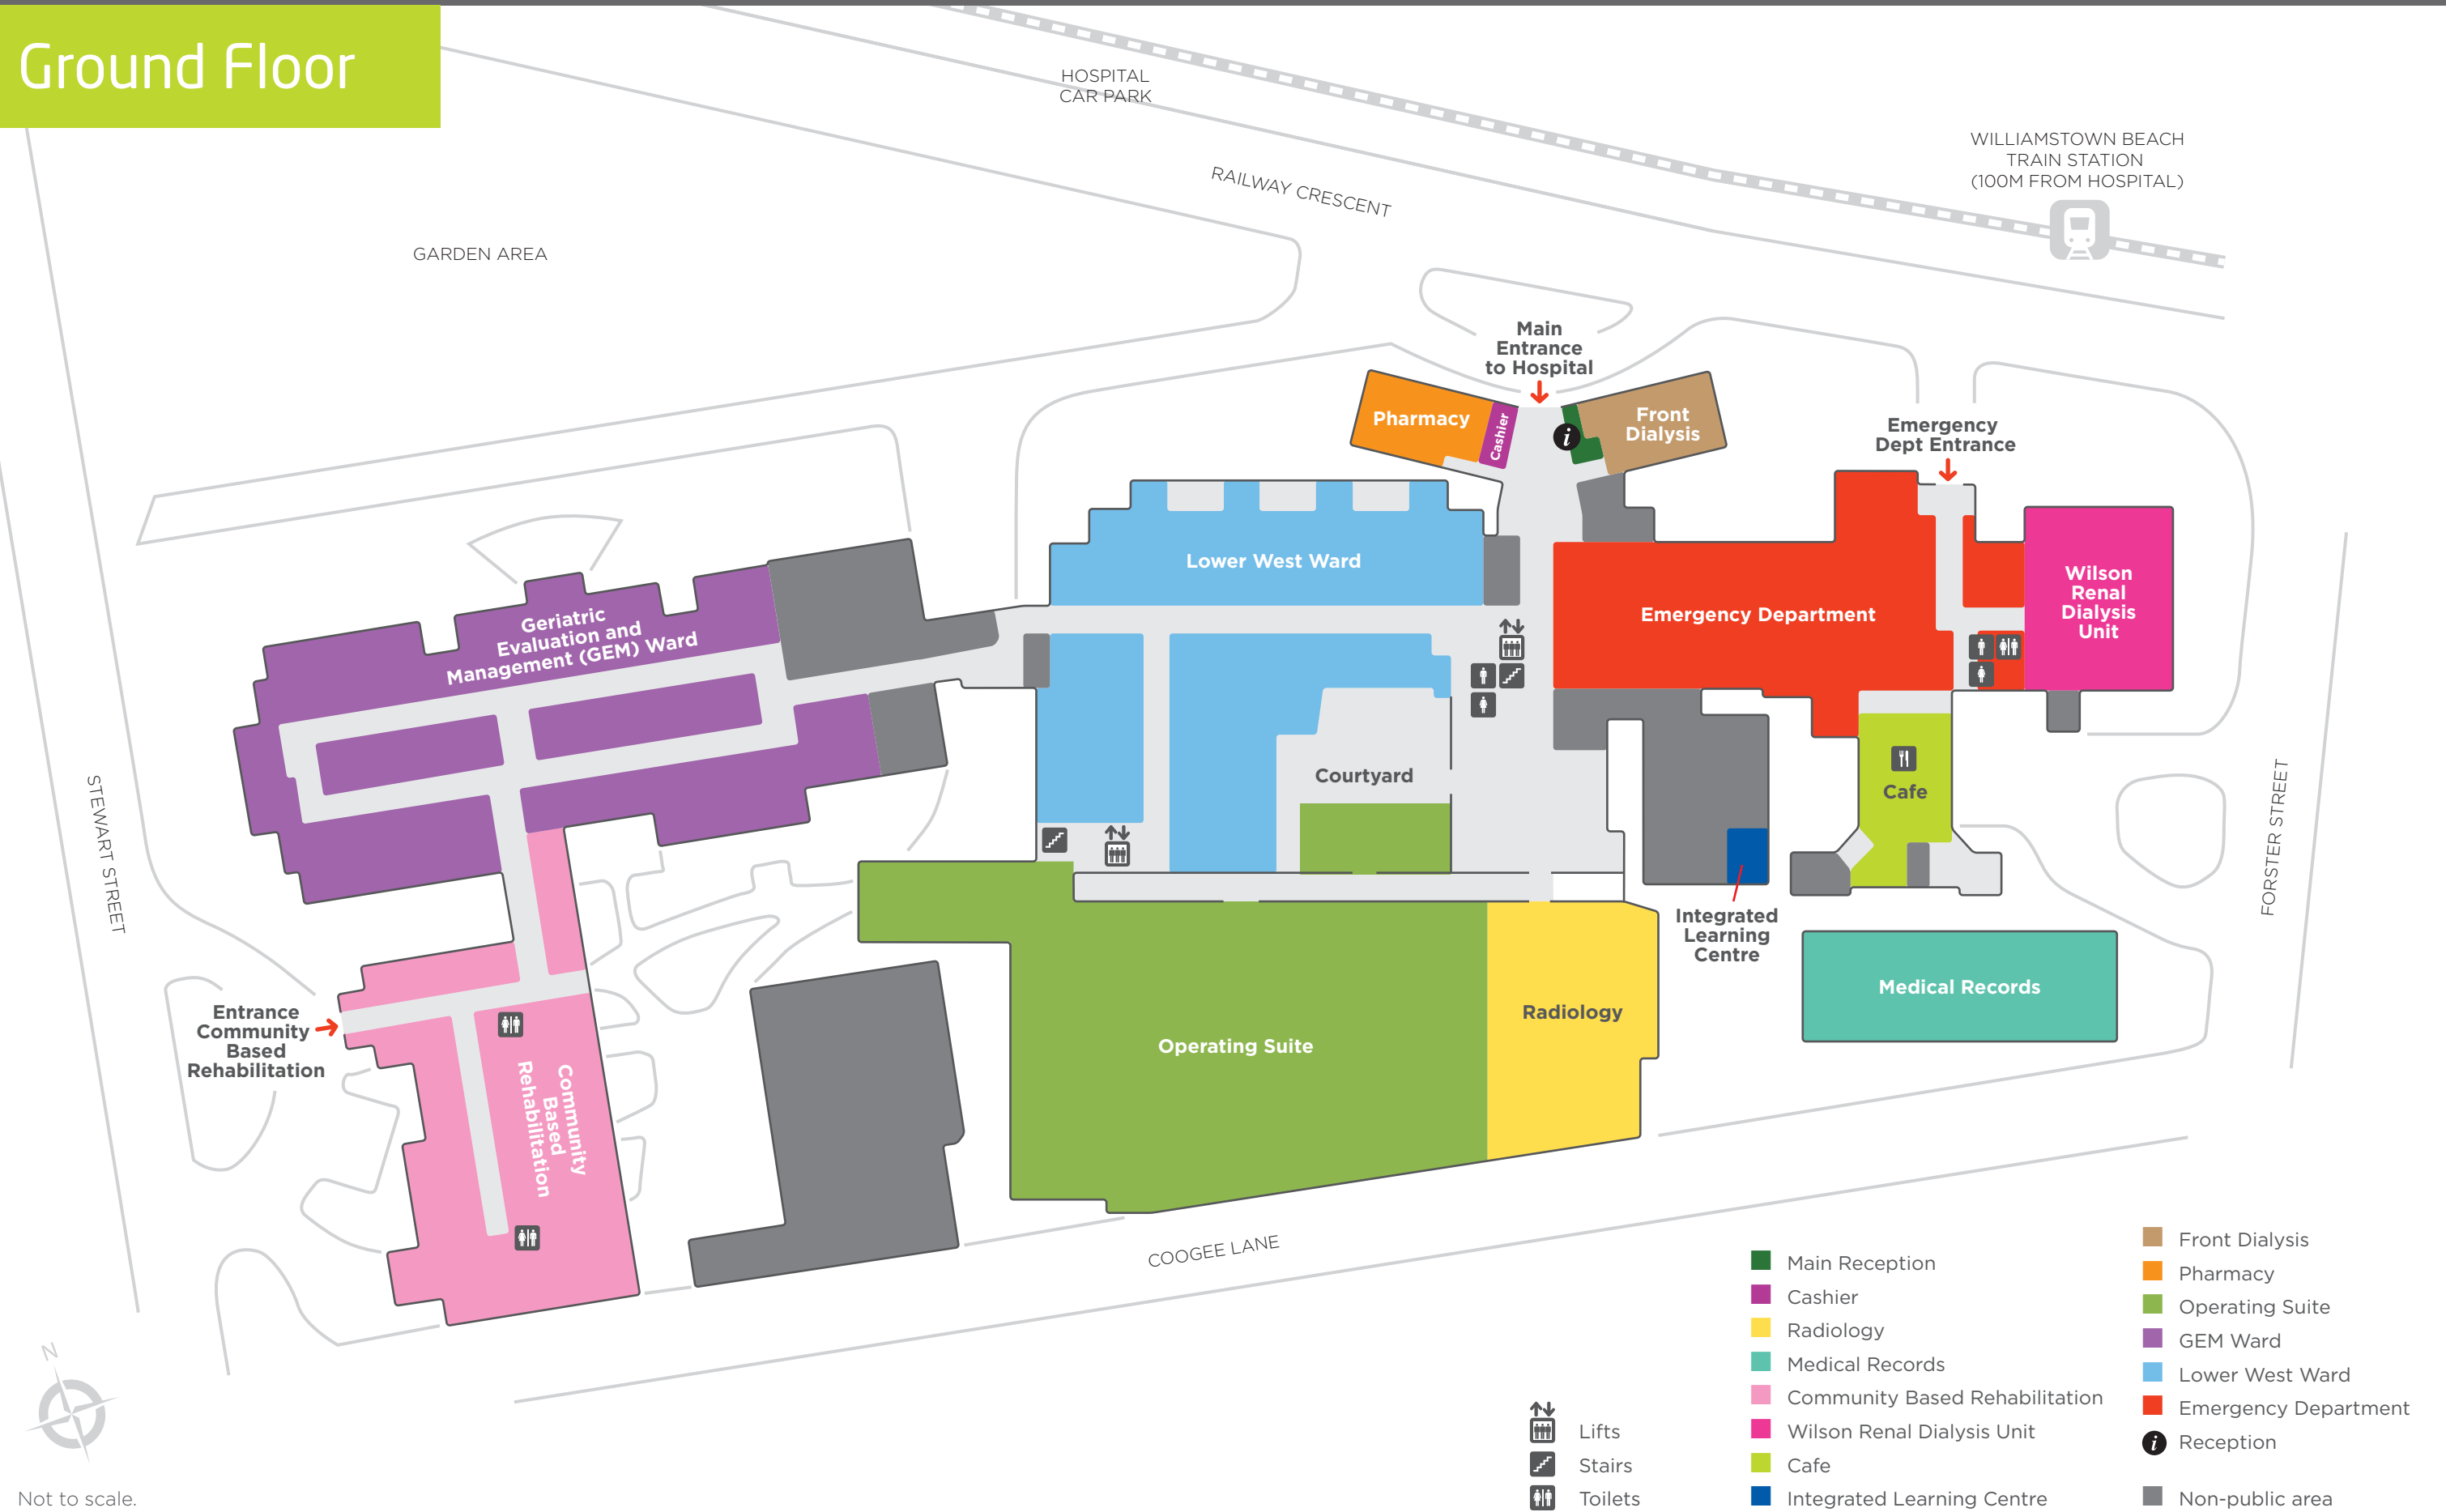 Ground Floor
HOSPITAL
CAR PARK
WILLIAMSTOWN BEACH
TRAIN STATION
(100M FROM HOSPITAL)
RAILWAY CRESCENT
GARDEN AREA
Main
Entrance
to Hospital
Pharmacy
Cashier
i
Front
Dialysis
Emergency
Dept Entrance
Lower West Ward
Emergency Department
Wilson
Renal
Dialysis
Unit
Geriatric
Evaluation and
Management (GEM) Ward
Courtyard
Cafe
STEWART STREET
FORSTER STREET
Integrated
Learning
Centre
Medical Records
Radiology
Operating Suite
Entrance
Community
Based
Rehabilitation
Community
Based
Rehabilitation
COOGEE LANE
N
Not to scale.
Lifts
Stairs
Toilets
Main Reception
Cashier
Radiology
Medical Records
Community Based Rehabilitation
Wilson Renal Dialysis Unit
Cafe
Integrated Learning Centre
Front Dialysis
Pharmacy
Operating Suite
GEM Ward
Lower West Ward
Emergency Department
i Reception
Non-public area